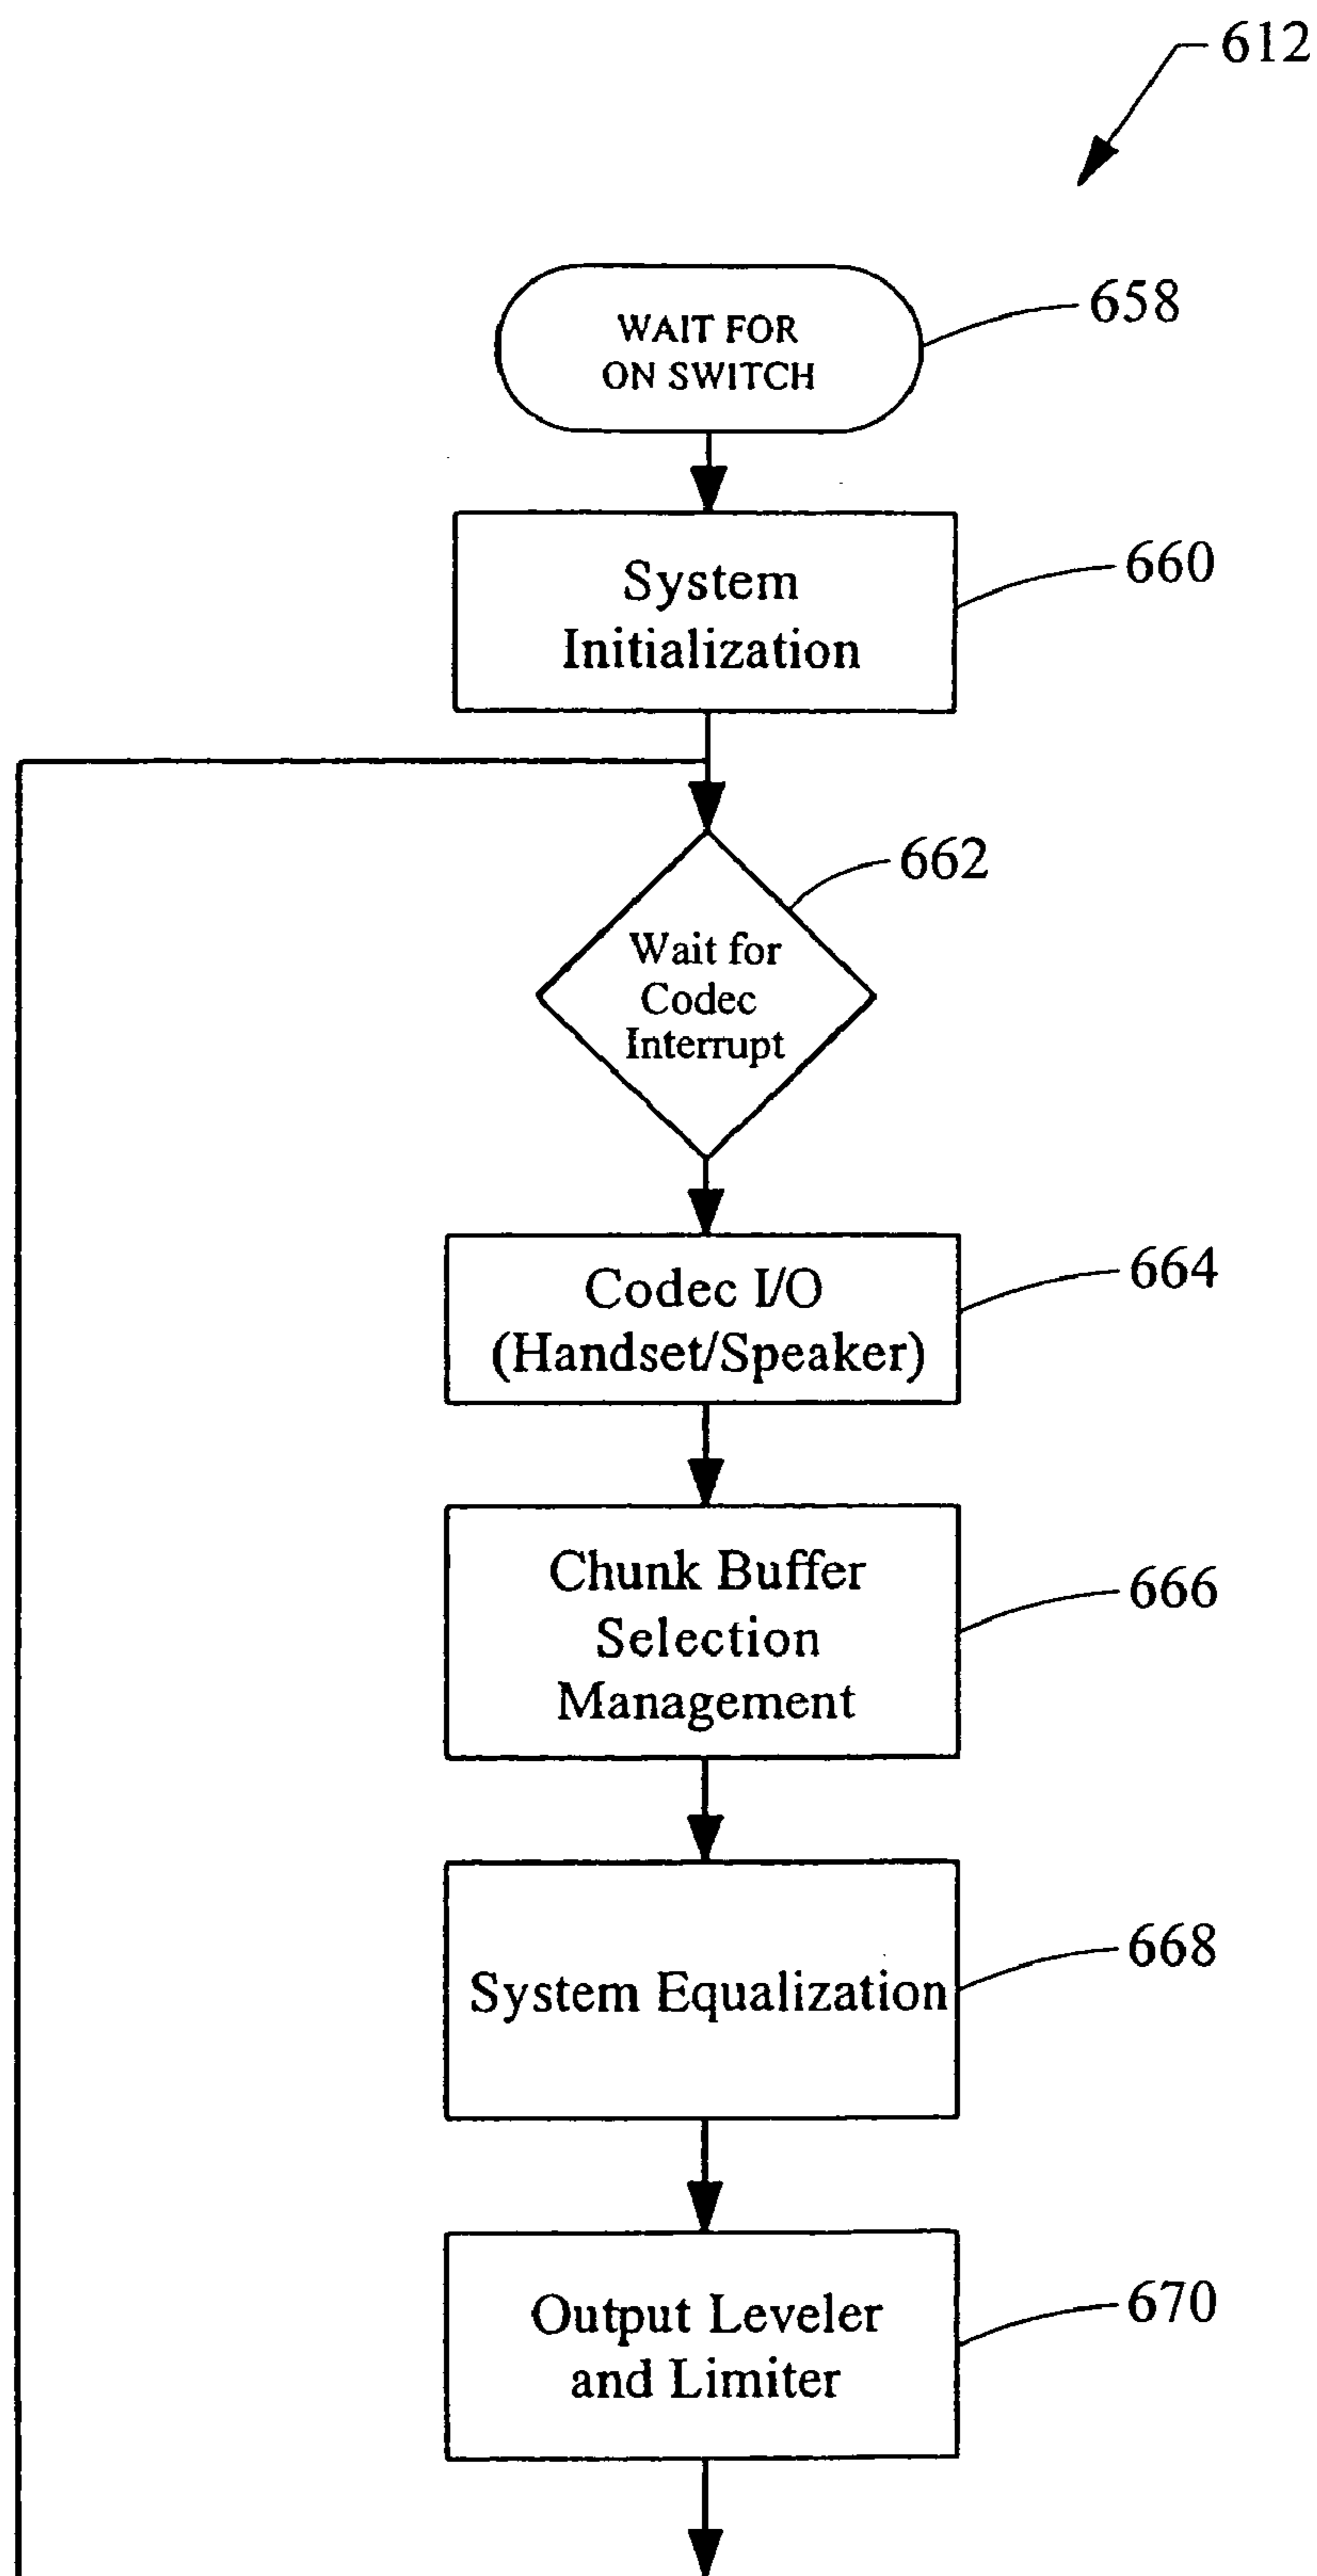 612
WAIT FOR
ON SWITCH
658
System
Initialization
660
662
Wait for
Codec
Interrupt
Codec I/O
(Handset/Speaker)
664
Chunk Buffer
Selection
Management
666
System Equalization
668
Output Leveler
and Limiter
670